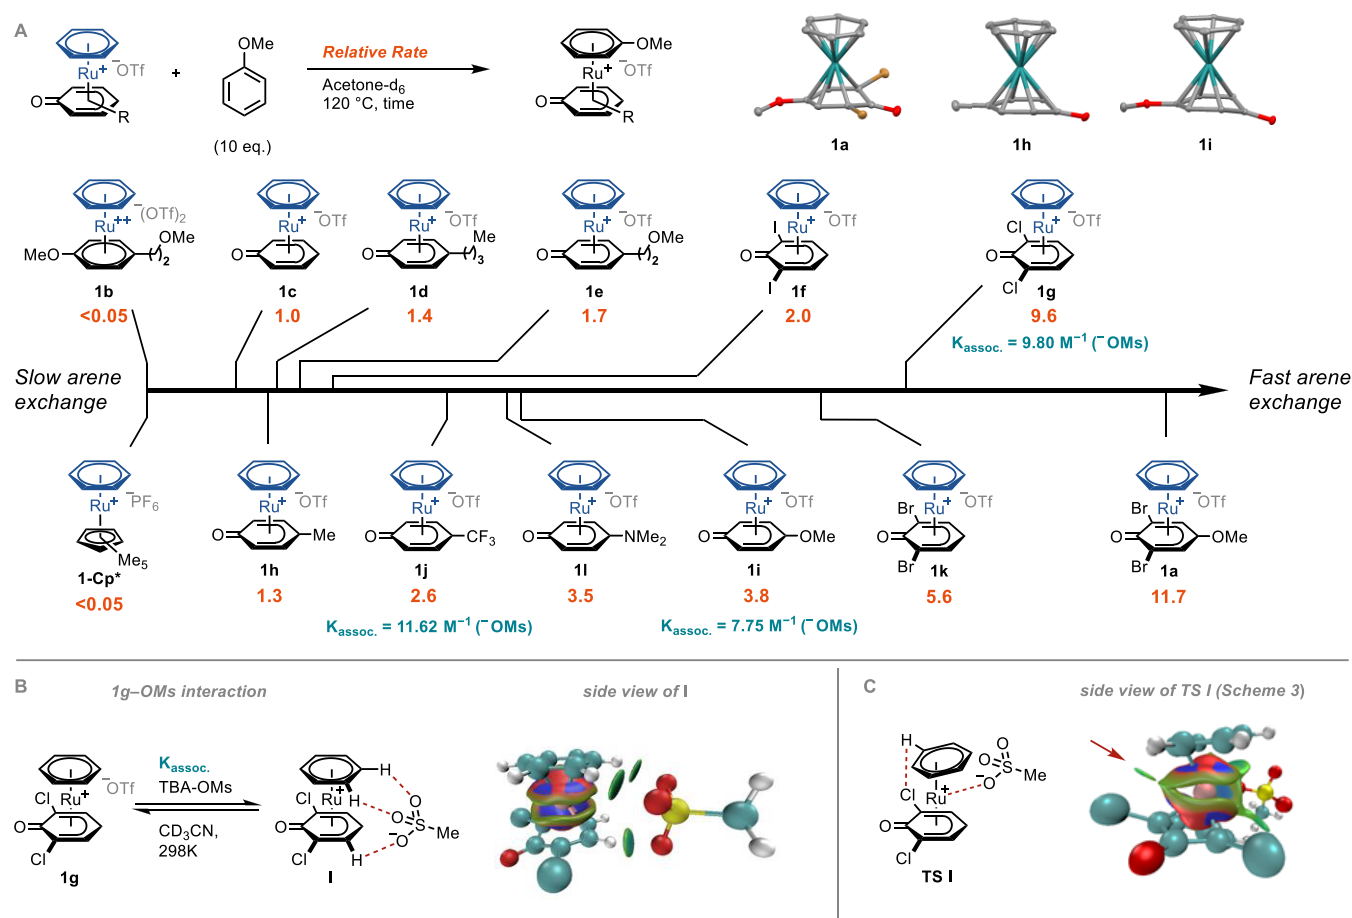 A
Ru+
−OTf
O
R
+
OMe
(10 eq.)
Relative Rate
Acetone-d6
120 °C, time
OMe
Ru+
−OTf
O
R
1a
1h
1i
Ru++
−(OTf)2
MeO
OMe
2
1b
<0.05
Ru+
−OTf
O
1c
1.0
Ru+
−OTf
O
Me
3
1d
1.4
Ru+
−OTf
O
OMe
2
1e
1.7
Ru+
−OTf
I
O
I
1f
2.0
Ru+
−OTf
Cl
O
Cl
1g
9.6
Kassoc. = 9.80 M−1 (−OMs)
Slow arene
exchange
Fast arene
exchange
Ru+
−PF6
Me5
1-Cp*
<0.05
Ru+
−OTf
O
Me
1h
1.3
Ru+
−OTf
O
CF3
1j
2.6
Kassoc. = 11.62 M−1 (−OMs)
Ru+
−OTf
O
NMe2
1l
3.5
Ru+
−OTf
O
OMe
1i
3.8
Kassoc. = 7.75 M−1 (−OMs)
Ru+
−OTf
Br
O
Br
1k
5.6
Ru+
−OTf
Br
O
OMe
Br
1a
11.7
B
1g–OMs interaction
side view of I
Cl
Ru+
−OTf
O
Cl
1g
Kassoc.
TBA-OMs
CD3CN,
298K
H
Ru+
H
Cl
O
Cl
H
O
S
O
−O
Me
I
C
side view of TS I (Scheme 3)
H
O
S
O
Me
−O
Cl
Ru+
O
Cl
TS I